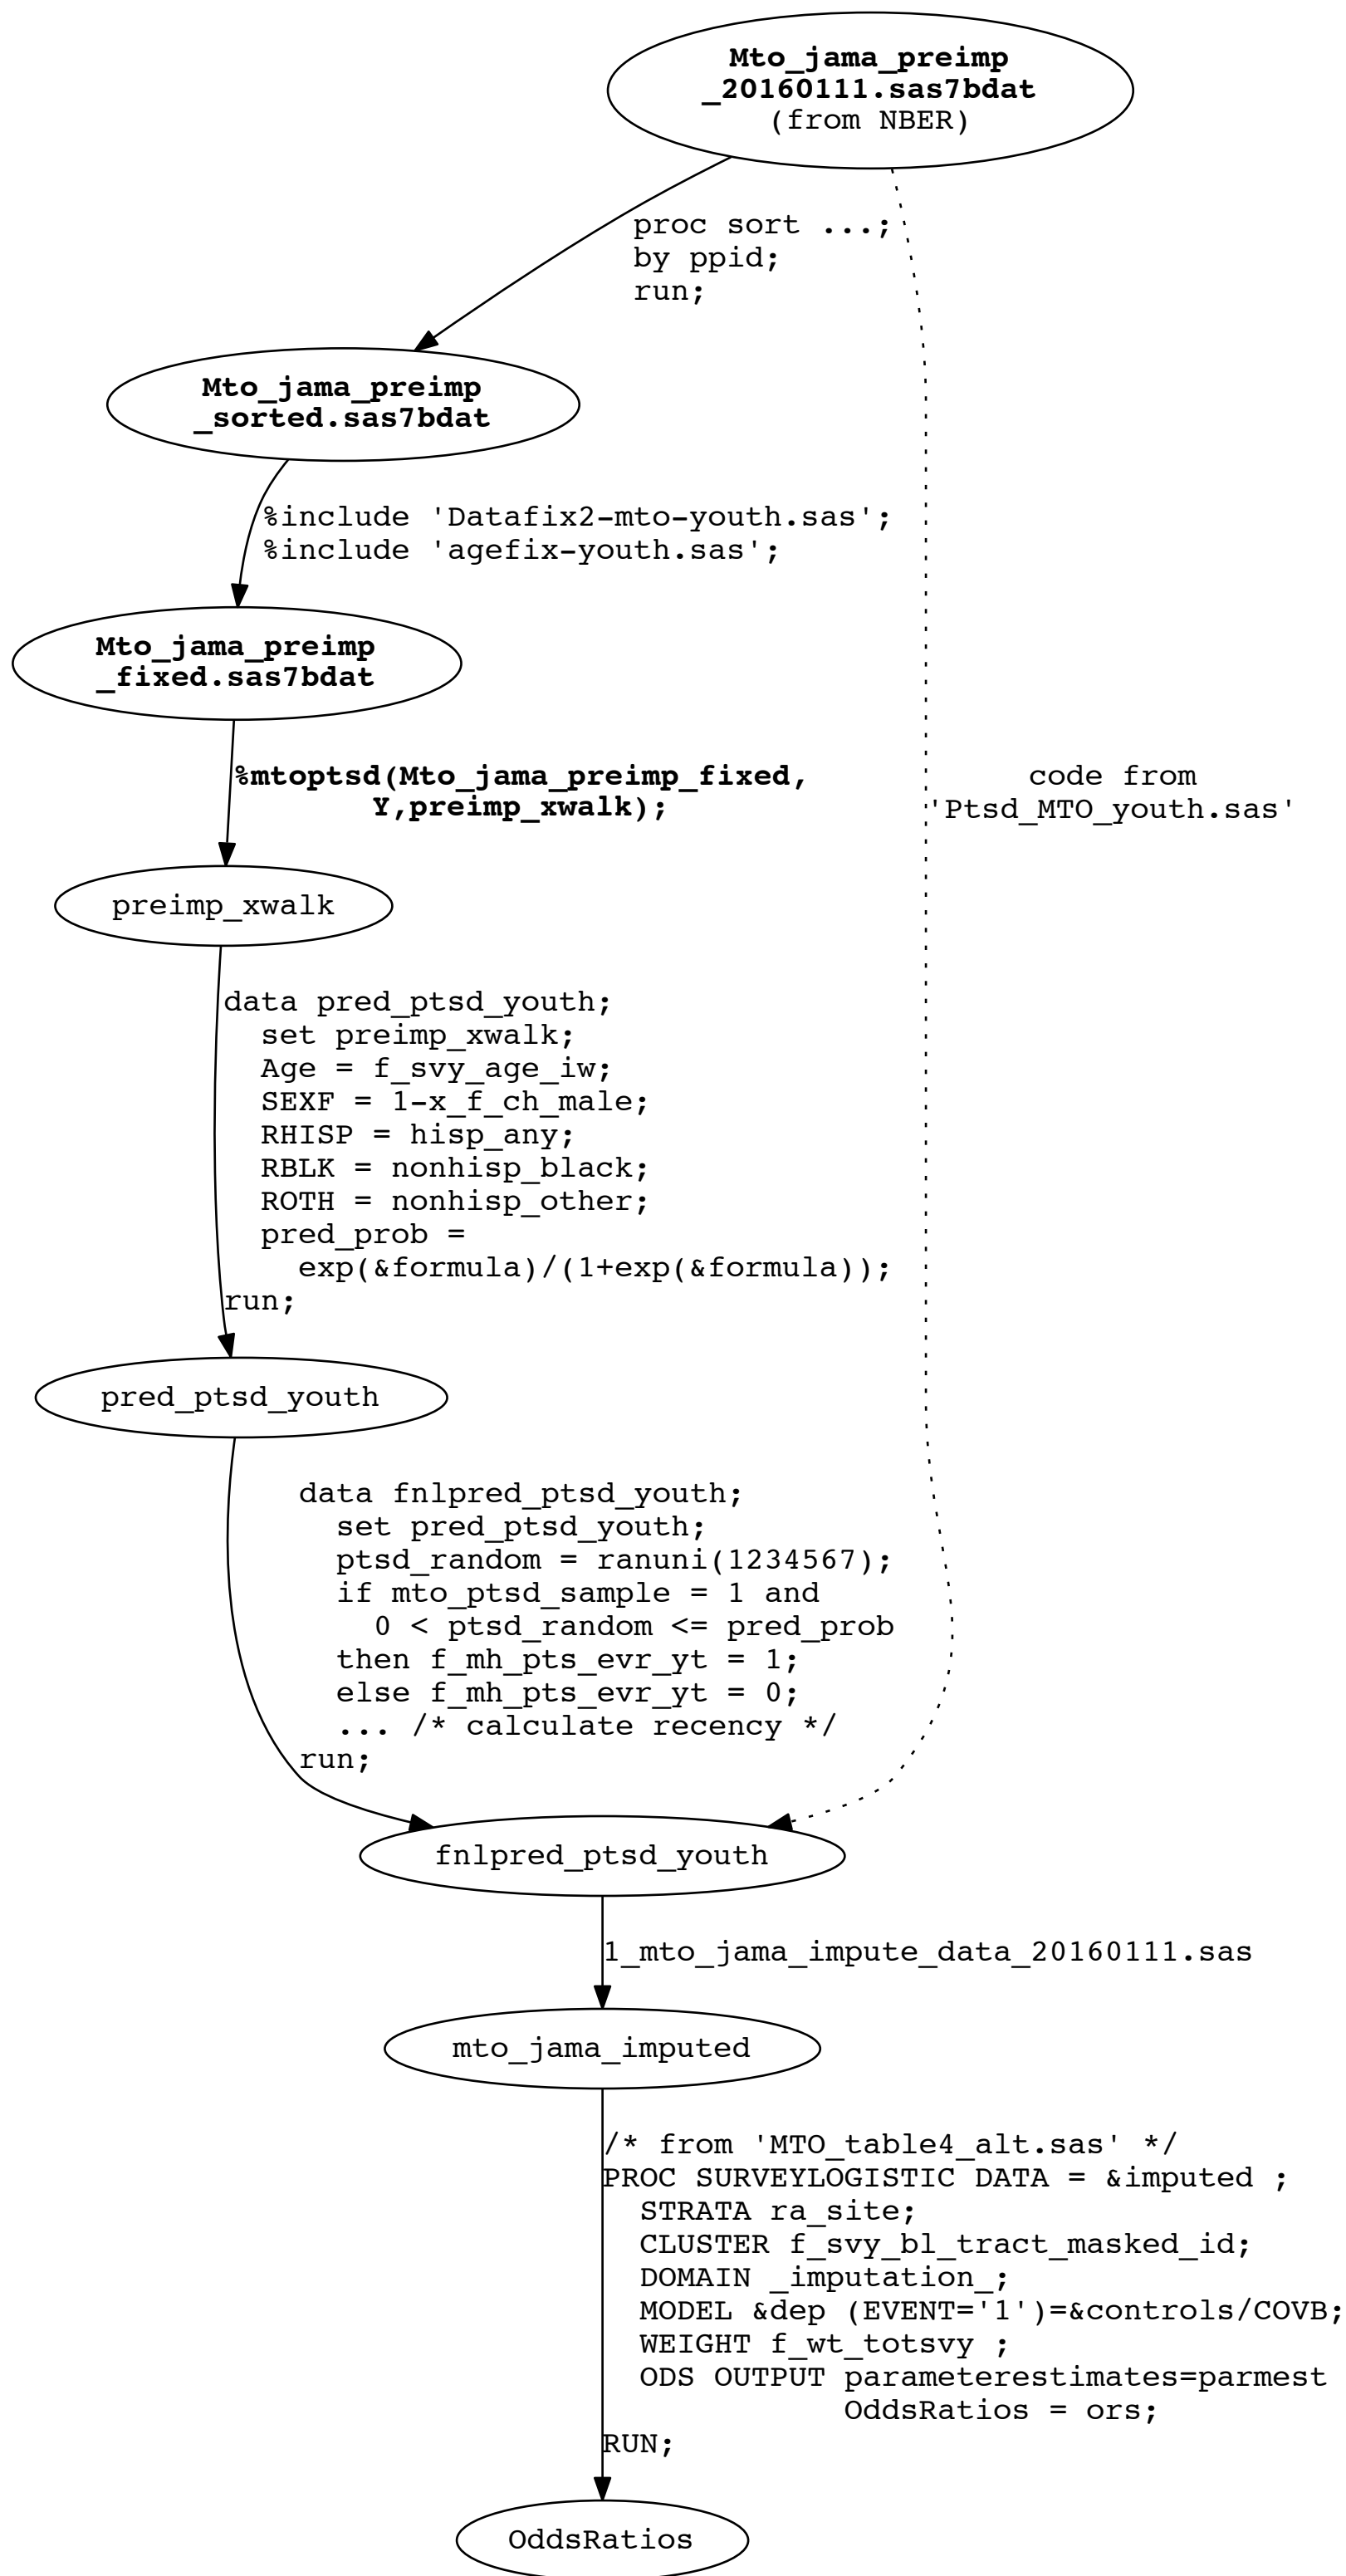 Mto_jama_preimp
_20160111.sas7bdat
(from NBER)
proc sort ...;
by ppid;
run;
Mto_jama_preimp
_sorted.sas7bdat
%include 'Datafix2-mto-youth.sas';
%include 'agefix-youth.sas';
Mto_jama_preimp
_fixed.sas7bdat
%mtoptsd(Mto_jama_preimp_fixed,
Y,preimp_xwalk);
code from
'Ptsd_MTO_youth.sas'
preimp_xwalk
data pred_ptsd_youth;
  set preimp_xwalk;
  Age = f_svy_age_iw;
  SEXF = 1-x_f_ch_male;
  RHISP = hisp_any;
  RBLK = nonhisp_black;
  ROTH = nonhisp_other;
  pred_prob =
    exp(&formula)/(1+exp(&formula));
run;
pred_ptsd_youth
data fnlpred_ptsd_youth;
  set pred_ptsd_youth;
  ptsd_random = ranuni(1234567);
  if mto_ptsd_sample = 1 and
    0 < ptsd_random <= pred_prob
  then f_mh_pts_evr_yt = 1;
  else f_mh_pts_evr_yt = 0;
  ... /* calculate recency */
run;
fnlpred_ptsd_youth
1_mto_jama_impute_data_20160111.sas
mto_jama_imputed
/* from 'MTO_table4_alt.sas' */
PROC SURVEYLOGISTIC DATA = &imputed ;
  STRATA ra_site;
  CLUSTER f_svy_bl_tract_masked_id;
  DOMAIN _imputation_;
  MODEL &dep (EVENT='1')=&controls/COVB;
  WEIGHT f_wt_totsvy ;
  ODS OUTPUT parameterestimates=parmest
             OddsRatios = ors;
RUN;
OddsRatios